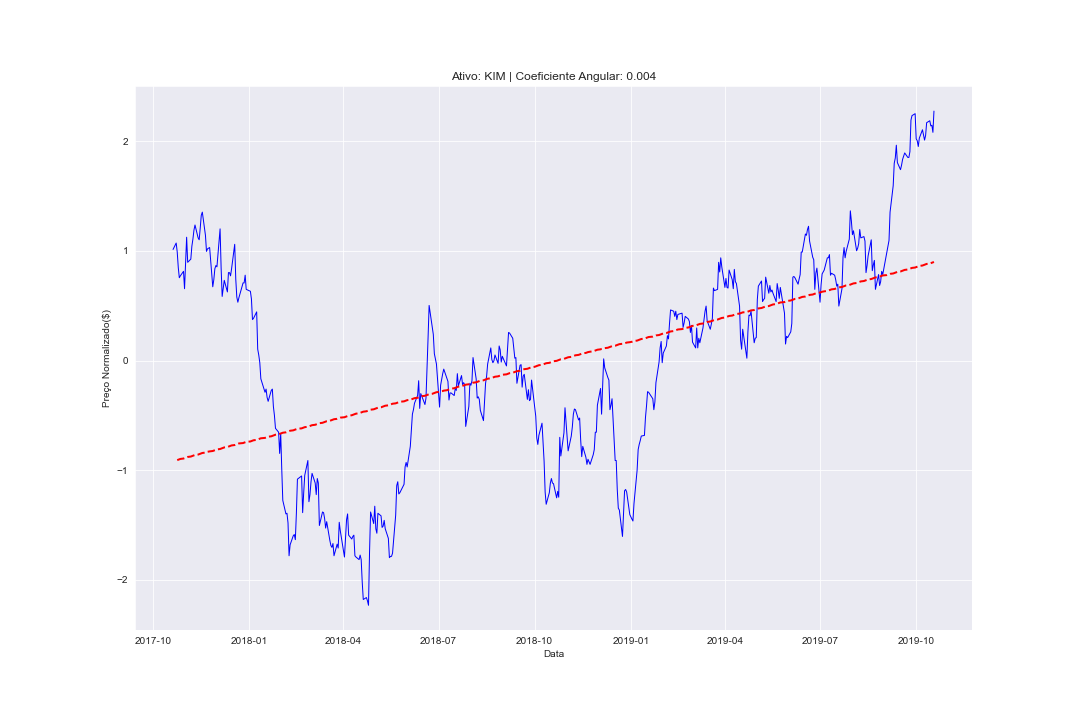 Ativo: KIM | Coeficiente Angular: 0.004
Preço Normalizado($)
2
1
0
−1
−2
2017-10 2018-01 2018-04 2018-07 2018-10 2019-01 2019-04 2019-07 2019-10
Data